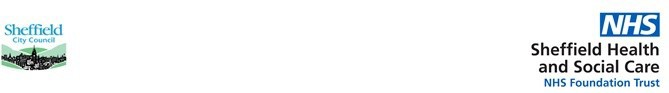 Sheffield
City Council
NHS
Sheffield Health
and Social Care
NHS Foundation Trust